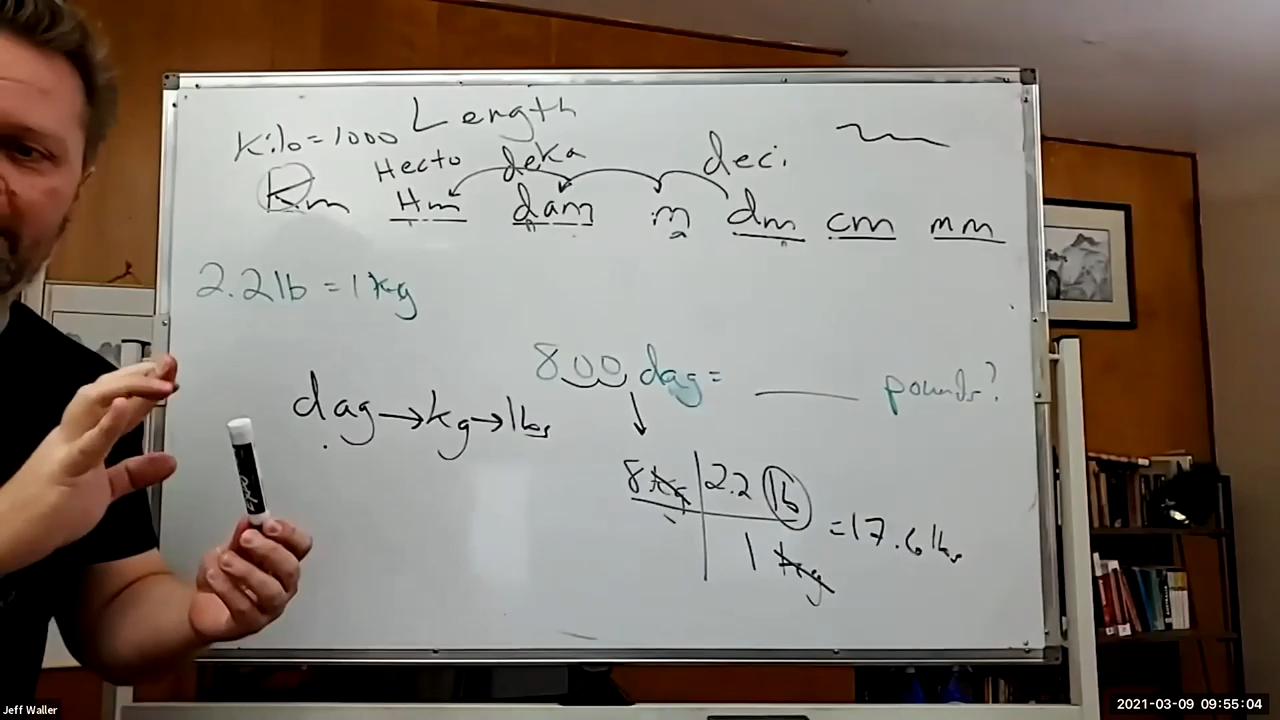 Length
Kilo = 1000
Hecto deka deci
Km Hm dam m dm cm mm
2.2 lb = 1 kg
800 dag = ____ pounds?
dag → kg → lbs
8 kg | 2.2 lb
1 kg
= 17.6 lbs
Jeff Waller
2021-03-09 09:55:04